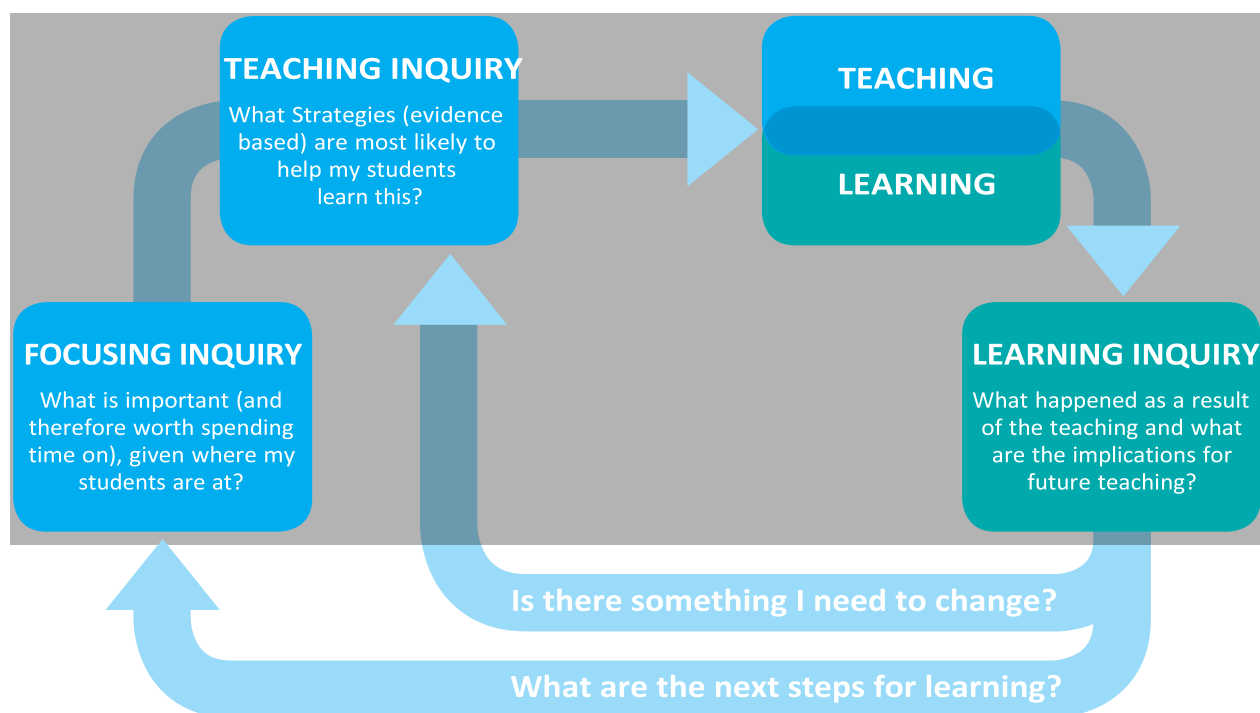 TEACHING INQUIRY
What Strategies (evidence
based) are most likely to
help my students
learn this?
TEACHING
LEARNING
FOCUSING INQUIRY
What is important (and
therefore worth spending
time on), given where my
students are at?
LEARNING INQUIRY
What happened as a result
of the teaching and what
are the implications for
future teaching?
Is there something I need to change?
What are the next steps for learning?